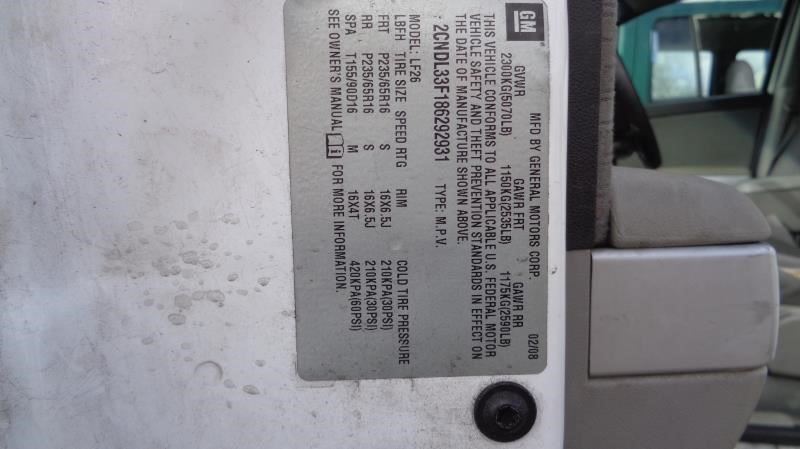 GM
MFD BY GENERAL MOTORS CORP. 02/08
GVWR GAWR FRT GAWR RR
2300KG(5070LB) 1150KG(2535LB) 1175KG(2590LB)
THIS VEHICLE CONFORMS TO ALL APPLICABLE U.S. FEDERAL MOTOR
VEHICLE SAFETY AND THEFT PREVENTION STANDARDS IN EFFECT ON
THE DATE OF MANUFACTURE SHOWN ABOVE.
2CNDL33F186292931 TYPE: M.P.V.
MODEL: LF26
LBFH TIRE SIZE SPEED RTG RIM COLD TIRE PRESSURE
FRT P235/65R16 S 16X6.5J 210KPA(30PSI)
RR P235/65R16 S 16X6.5J 210KPA(30PSI)
SPA T155/90D16 M 16X4T 420KPA(60PSI)
SEE OWNER'S MANUAL FOR MORE INFORMATION.